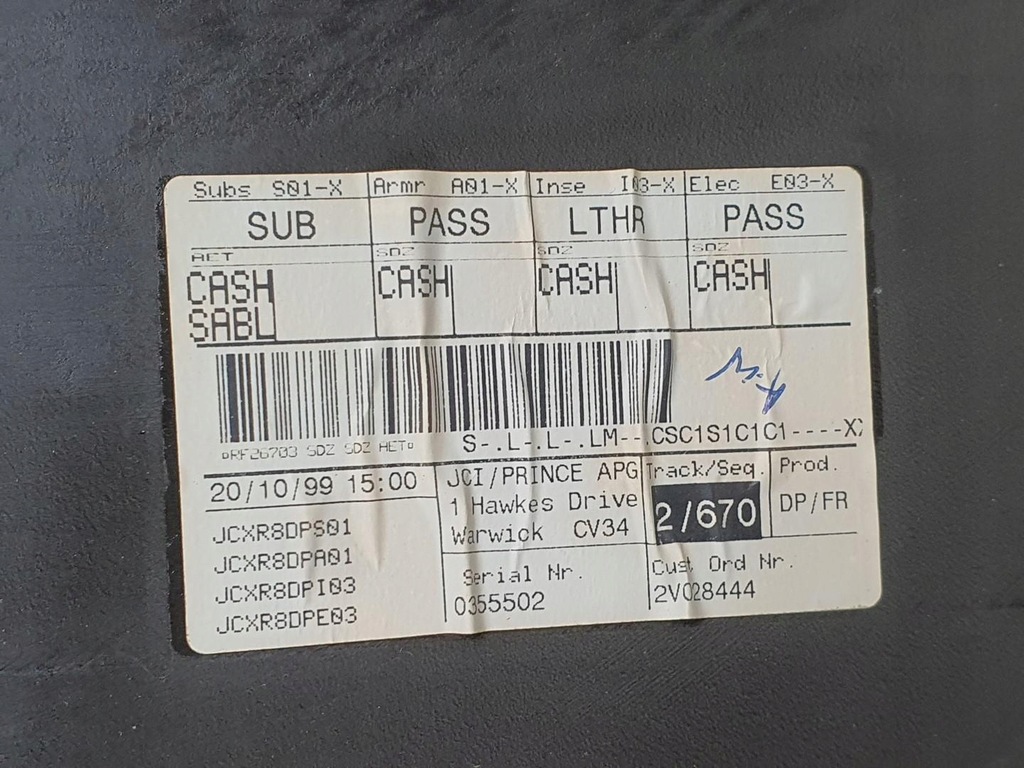 Subs S01-X Armr A01-X Inse I03-X Elec E03-X
SUB PASS LTHR PASS
AET SDZ SDZ SDZ
CASH CASH CASH CASH
SABL
S-.L-.L-.LM--.CSC1S1C1C1----X
¤RF26703 SDZ SDZ AET¤
20/10/99 15:00
JCXR8DPS01
JCXR8DPA01
JCXR8DPI03
JCXR8DPE03
JCI/PRINCE APG
1 Hawkes Drive
Warwick CV34
Track/Seq.
2/670
Prod.
DP/FR
Serial Nr.
0355502
Cust Ord Nr.
2V028444